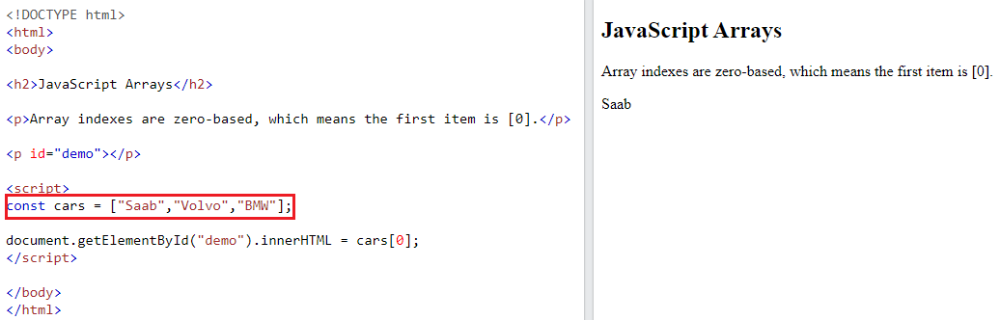 <!DOCTYPE html>
<html>
<body>
<h2>JavaScript Arrays</h2>
<p>Array indexes are zero-based, which means the first item is [0].</p>
<p id="demo"></p>
<script>
const cars = ["Saab","Volvo","BMW"];
document.getElementById("demo").innerHTML = cars[0];
</script>
</body>
</html>
JavaScript Arrays
Array indexes are zero-based, which means the first item is [0].
Saab